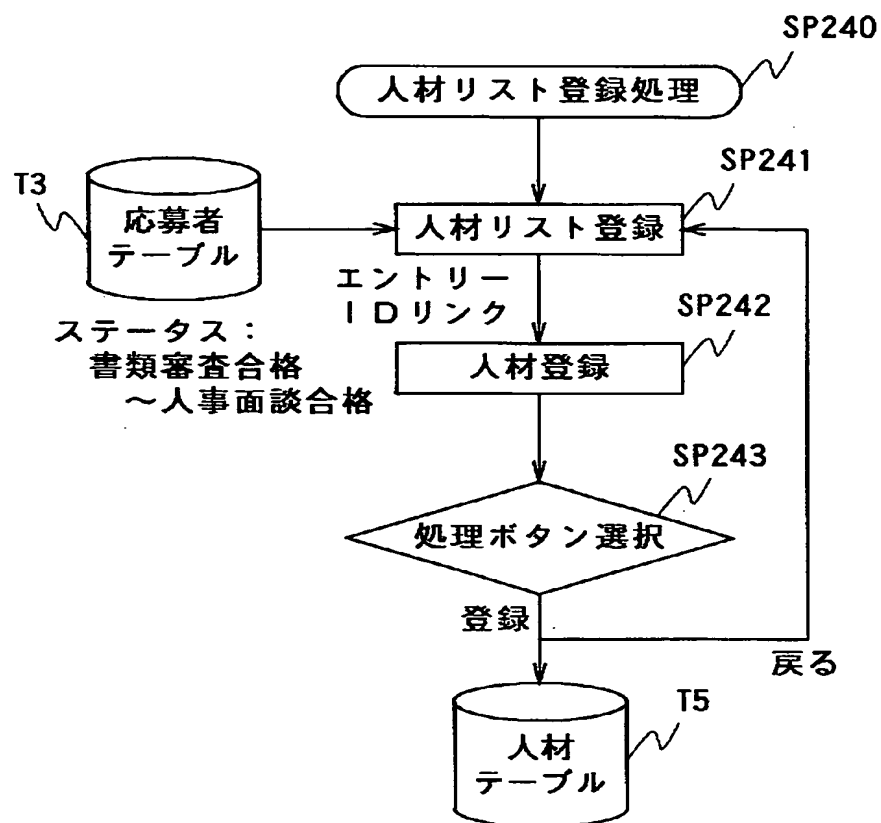 SP240
人材リスト登録処理
SP241
T3
応募者
テーブル
人材リスト登録
エントリー
IDリンク
SP242
ステータス：
書類審査合格
～人事面談合格
人材登録
SP243
処理ボタン選択
登録
戻る
T5
人材
テーブル